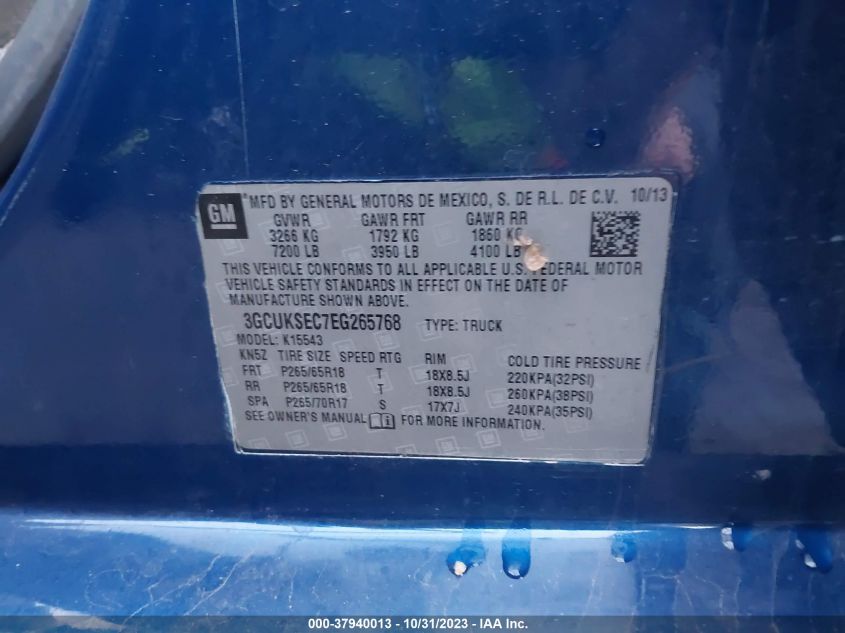 GM MFD BY GENERAL MOTORS DE MEXICO, S. DE R.L. DE C.V. 10/13
GVWR GAWR FRT GAWR RR
3266 KG 1792 KG 1860 KG
7200 LB 3950 LB 4100 LB
THIS VEHICLE CONFORMS TO ALL APPLICABLE U.S. FEDERAL MOTOR
VEHICLE SAFETY STANDARDS IN EFFECT ON THE DATE OF
MANUFACTURE SHOWN ABOVE.
3GCUKSEC7EG265768 TYPE: TRUCK
MODEL: K15543
KN5Z TIRE SIZE SPEED RTG RIM COLD TIRE PRESSURE
FRT P265/65R18 T 18X8.5J 220KPA(32PSI)
RR P265/65R18 T 18X8.5J 260KPA(38PSI)
SPA P265/70R17 S 17X7J 240KPA(35PSI)
SEE OWNER'S MANUAL FOR MORE INFORMATION.
000-37940013 - 10/31/2023 - IAA Inc.